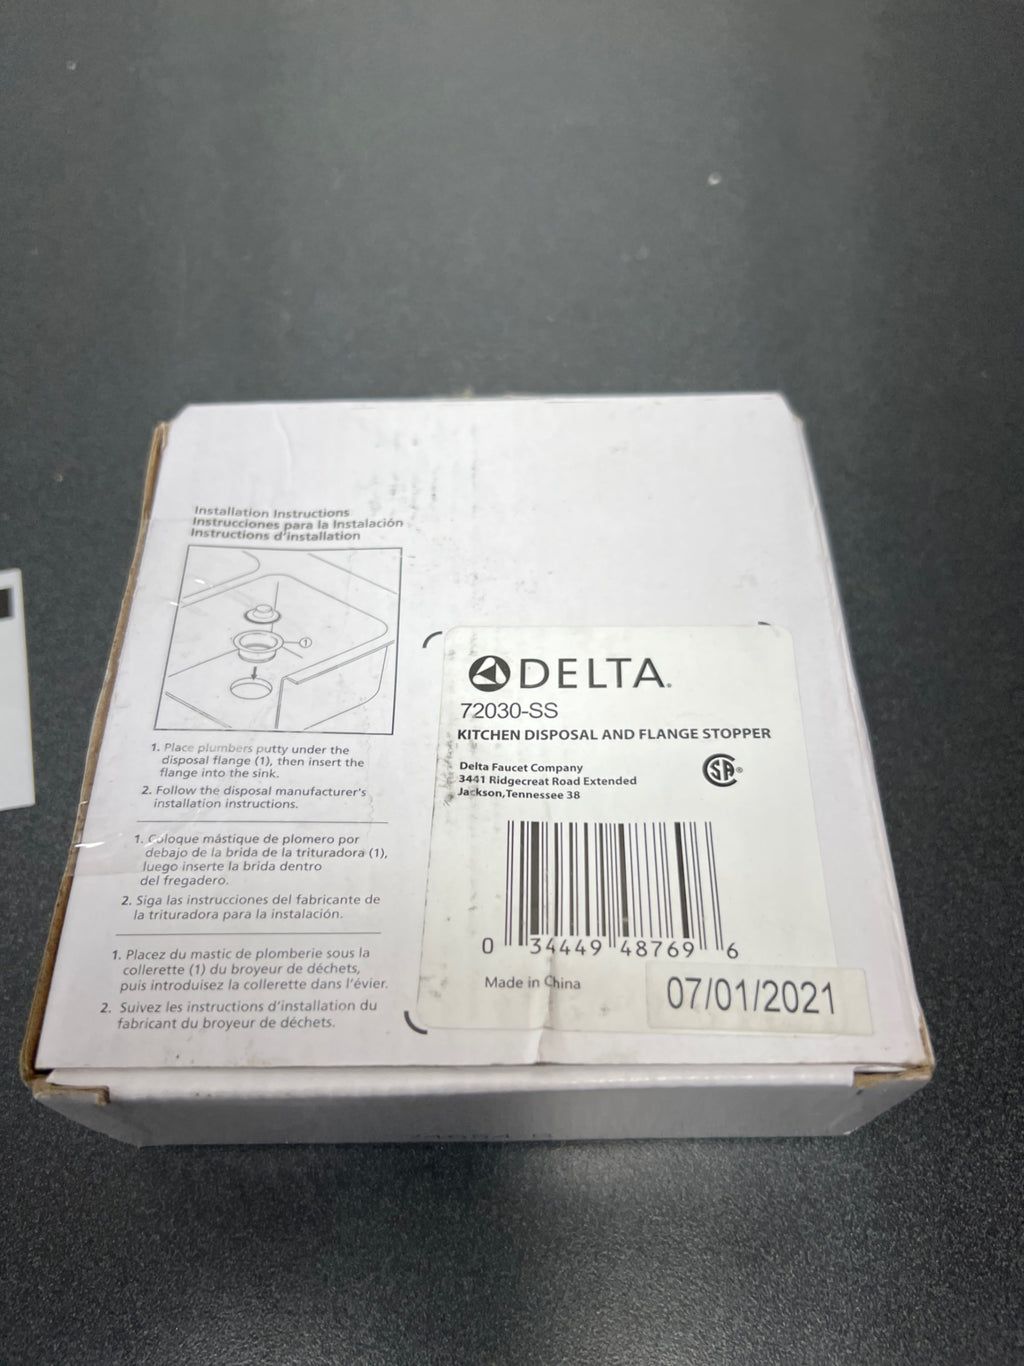 Installation Instructions
Instrucciones para la Instalación
Instructions d'installation
1
1. Place plumbers putty under the
disposal flange (1), then insert the
flange into the sink.
2. Follow the disposal manufacturer's
installation instructions.
1. Coloque mástique de plomero por
debajo de la brida de la trituradora (1),
luego inserte la brida dentro
del fregadero.
2. Siga las instrucciones del fabricante de
la trituradora para la instalación.
1. Placez du mastic de plomberie sous la
collerette (1) du broyeur de déchets,
puis introduisez la collerette dans l'évier.
2. Suivez les instructions d'installation du
fabricant du broyeur de déchets.
DELTA®
72030-SS
KITCHEN DISPOSAL AND FLANGE STOPPER
Delta Faucet Company
3441 Ridgecreat Road Extended
Jackson,Tennessee 38
SA®
0 34449 48769 6
Made in China
07/01/2021